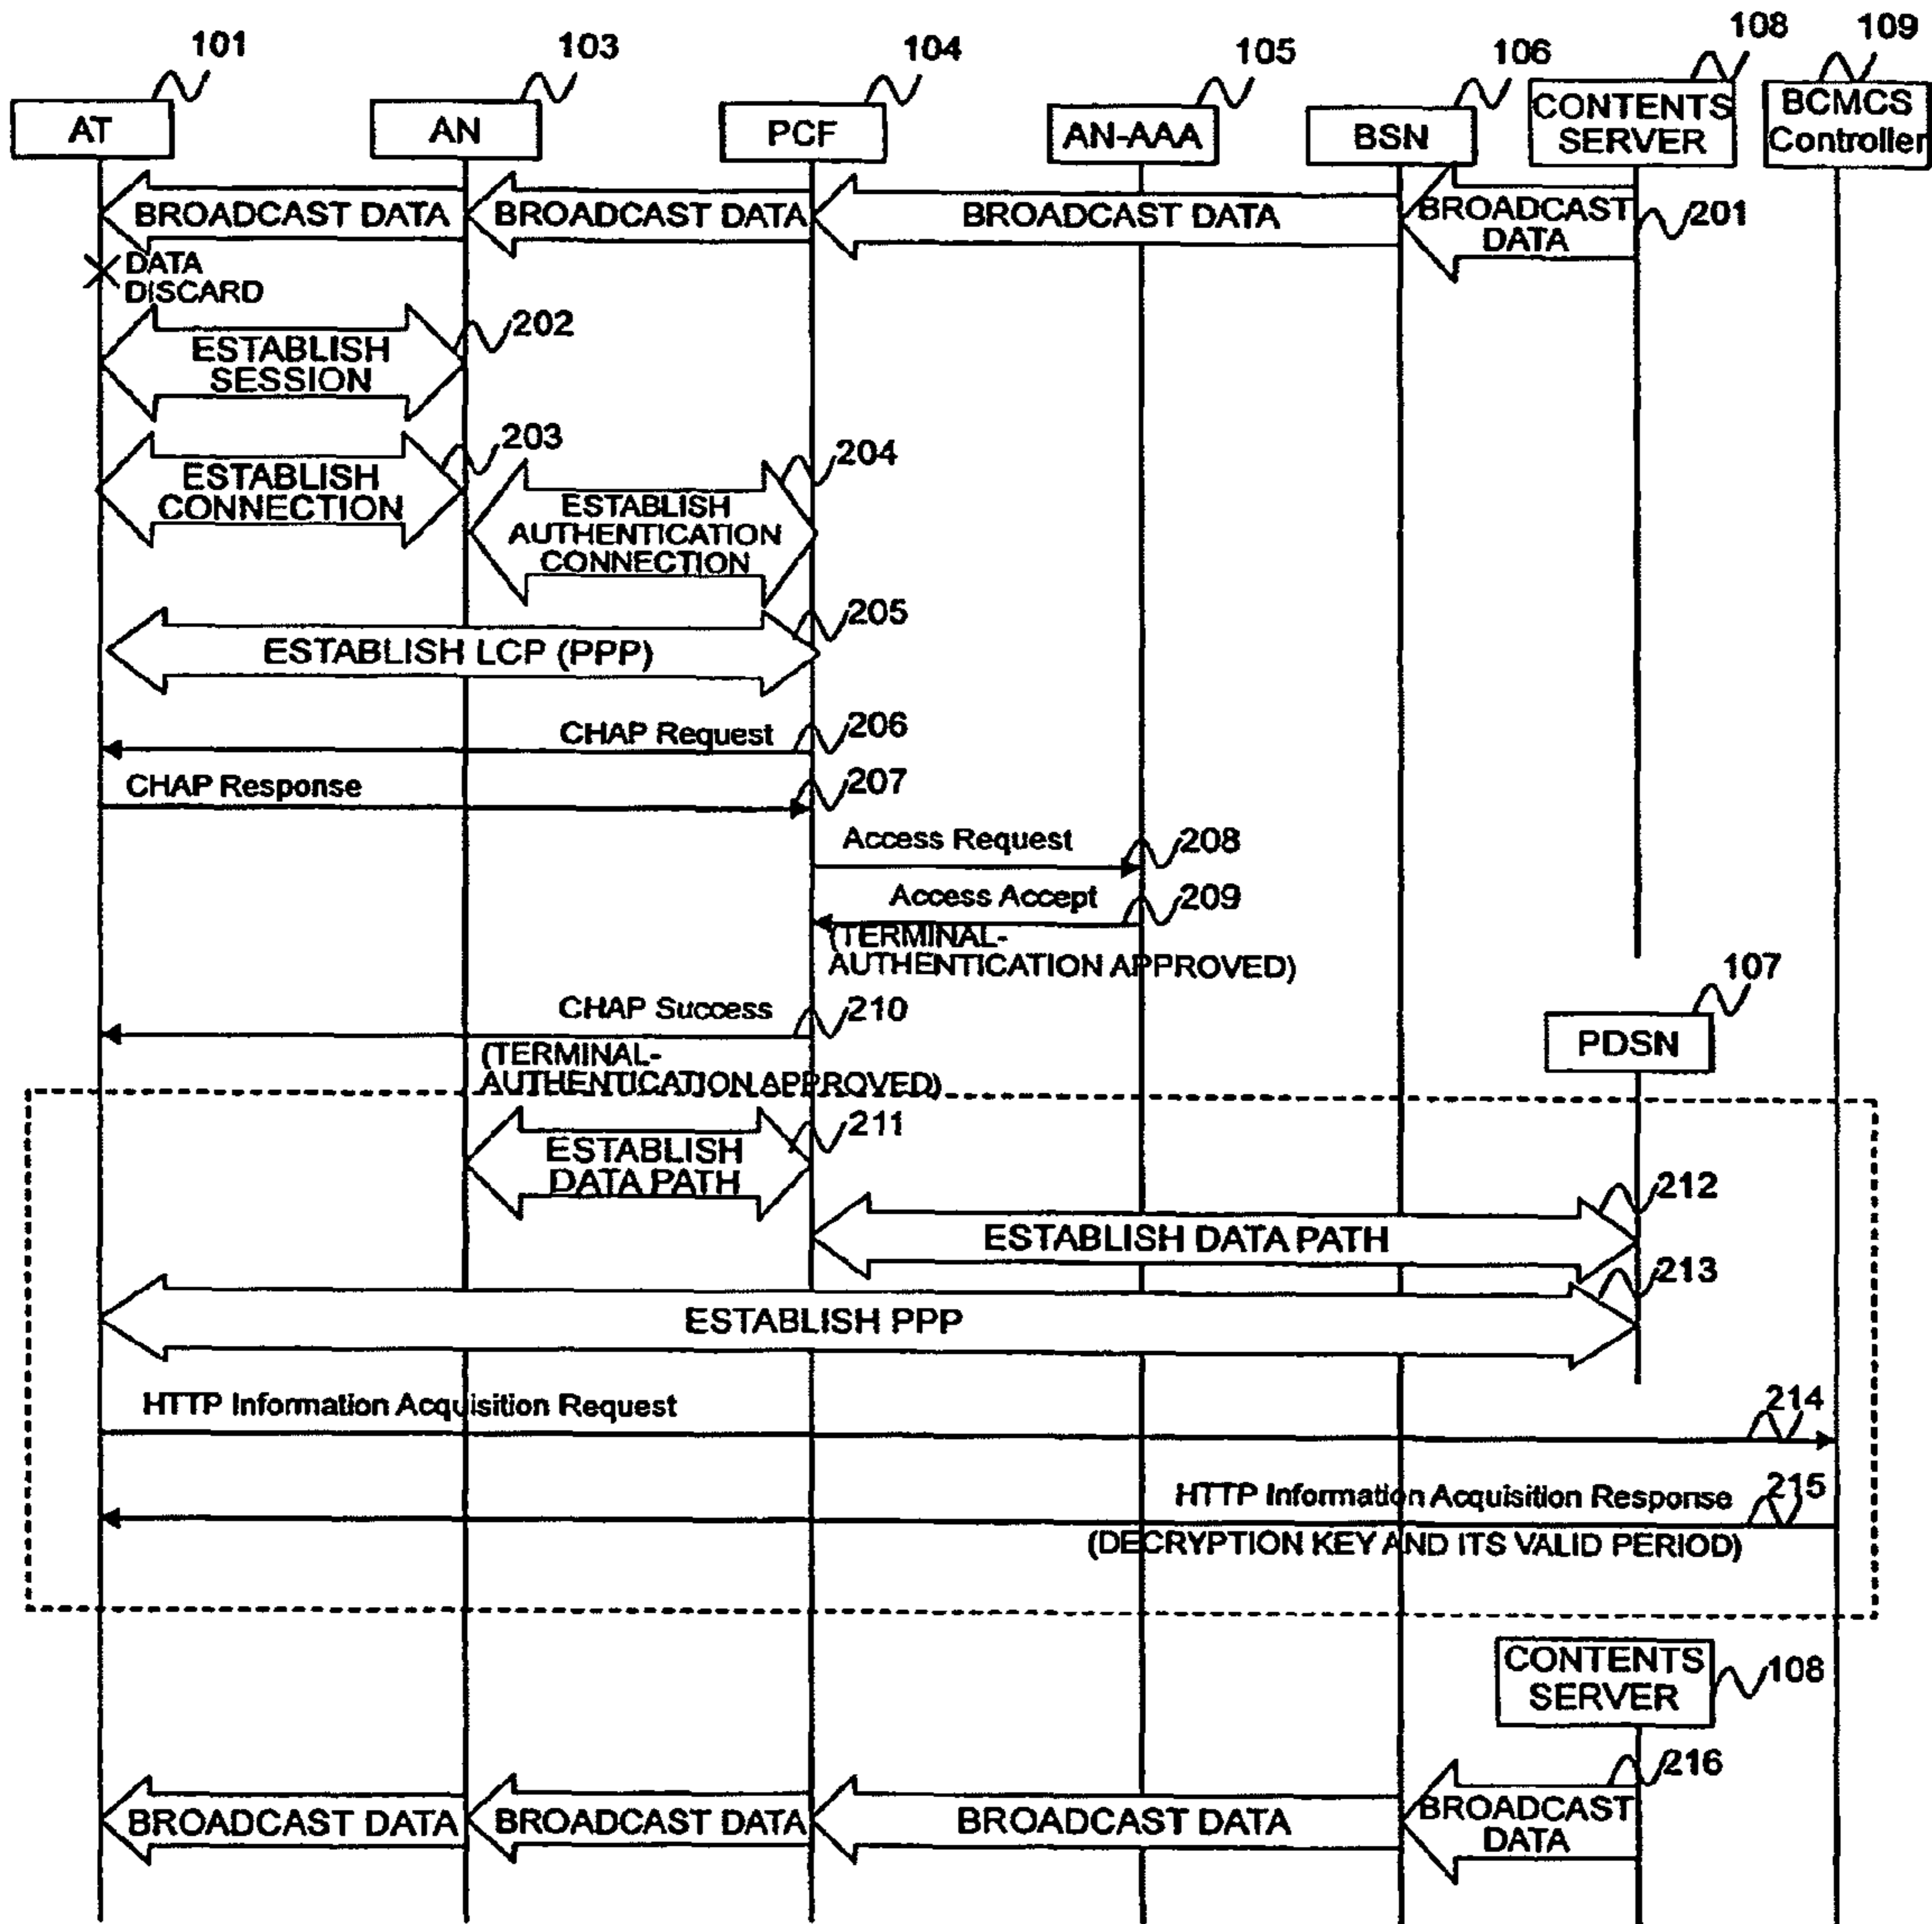 101
103
104
105
106
108
109
AT
AN
PCF
AN-AAA
BSN
CONTENTS
SERVER
BCMCS
Controller
BROADCAST DATA
BROADCAST DATA
BROADCAST DATA
BROADCAST
DATA
201
DATA
DISCARD
ESTABLISH
SESSION
202
ESTABLISH
CONNECTION
203
ESTABLISH
AUTHENTICATION
CONNECTION
204
ESTABLISH LCP (PPP)
205
CHAP Request
206
CHAP Response
207
Access Request
208
Access Accept
209
(TERMINAL-
AUTHENTICATION APPROVED)
107
CHAP Success
210
PDSN
(TERMINAL-
AUTHENTICATION APPROVED)
ESTABLISH
DATA PATH
211
ESTABLISH DATA PATH
212
ESTABLISH PPP
213
HTTP Information Acquisition Request
214
HTTP Information Acquisition Response
215
(DECRYPTION KEY AND ITS VALID PERIOD)
CONTENTS
SERVER
108
216
BROADCAST DATA
BROADCAST DATA
BROADCAST DATA
BROADCAST
DATA